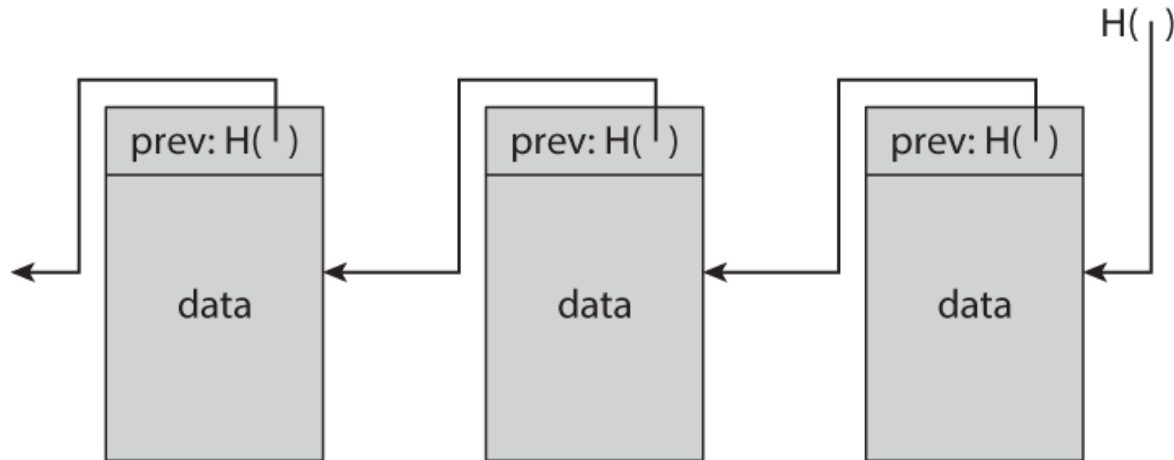 H( )
prev: H( )
prev: H( )
prev: H( )
data
data
data